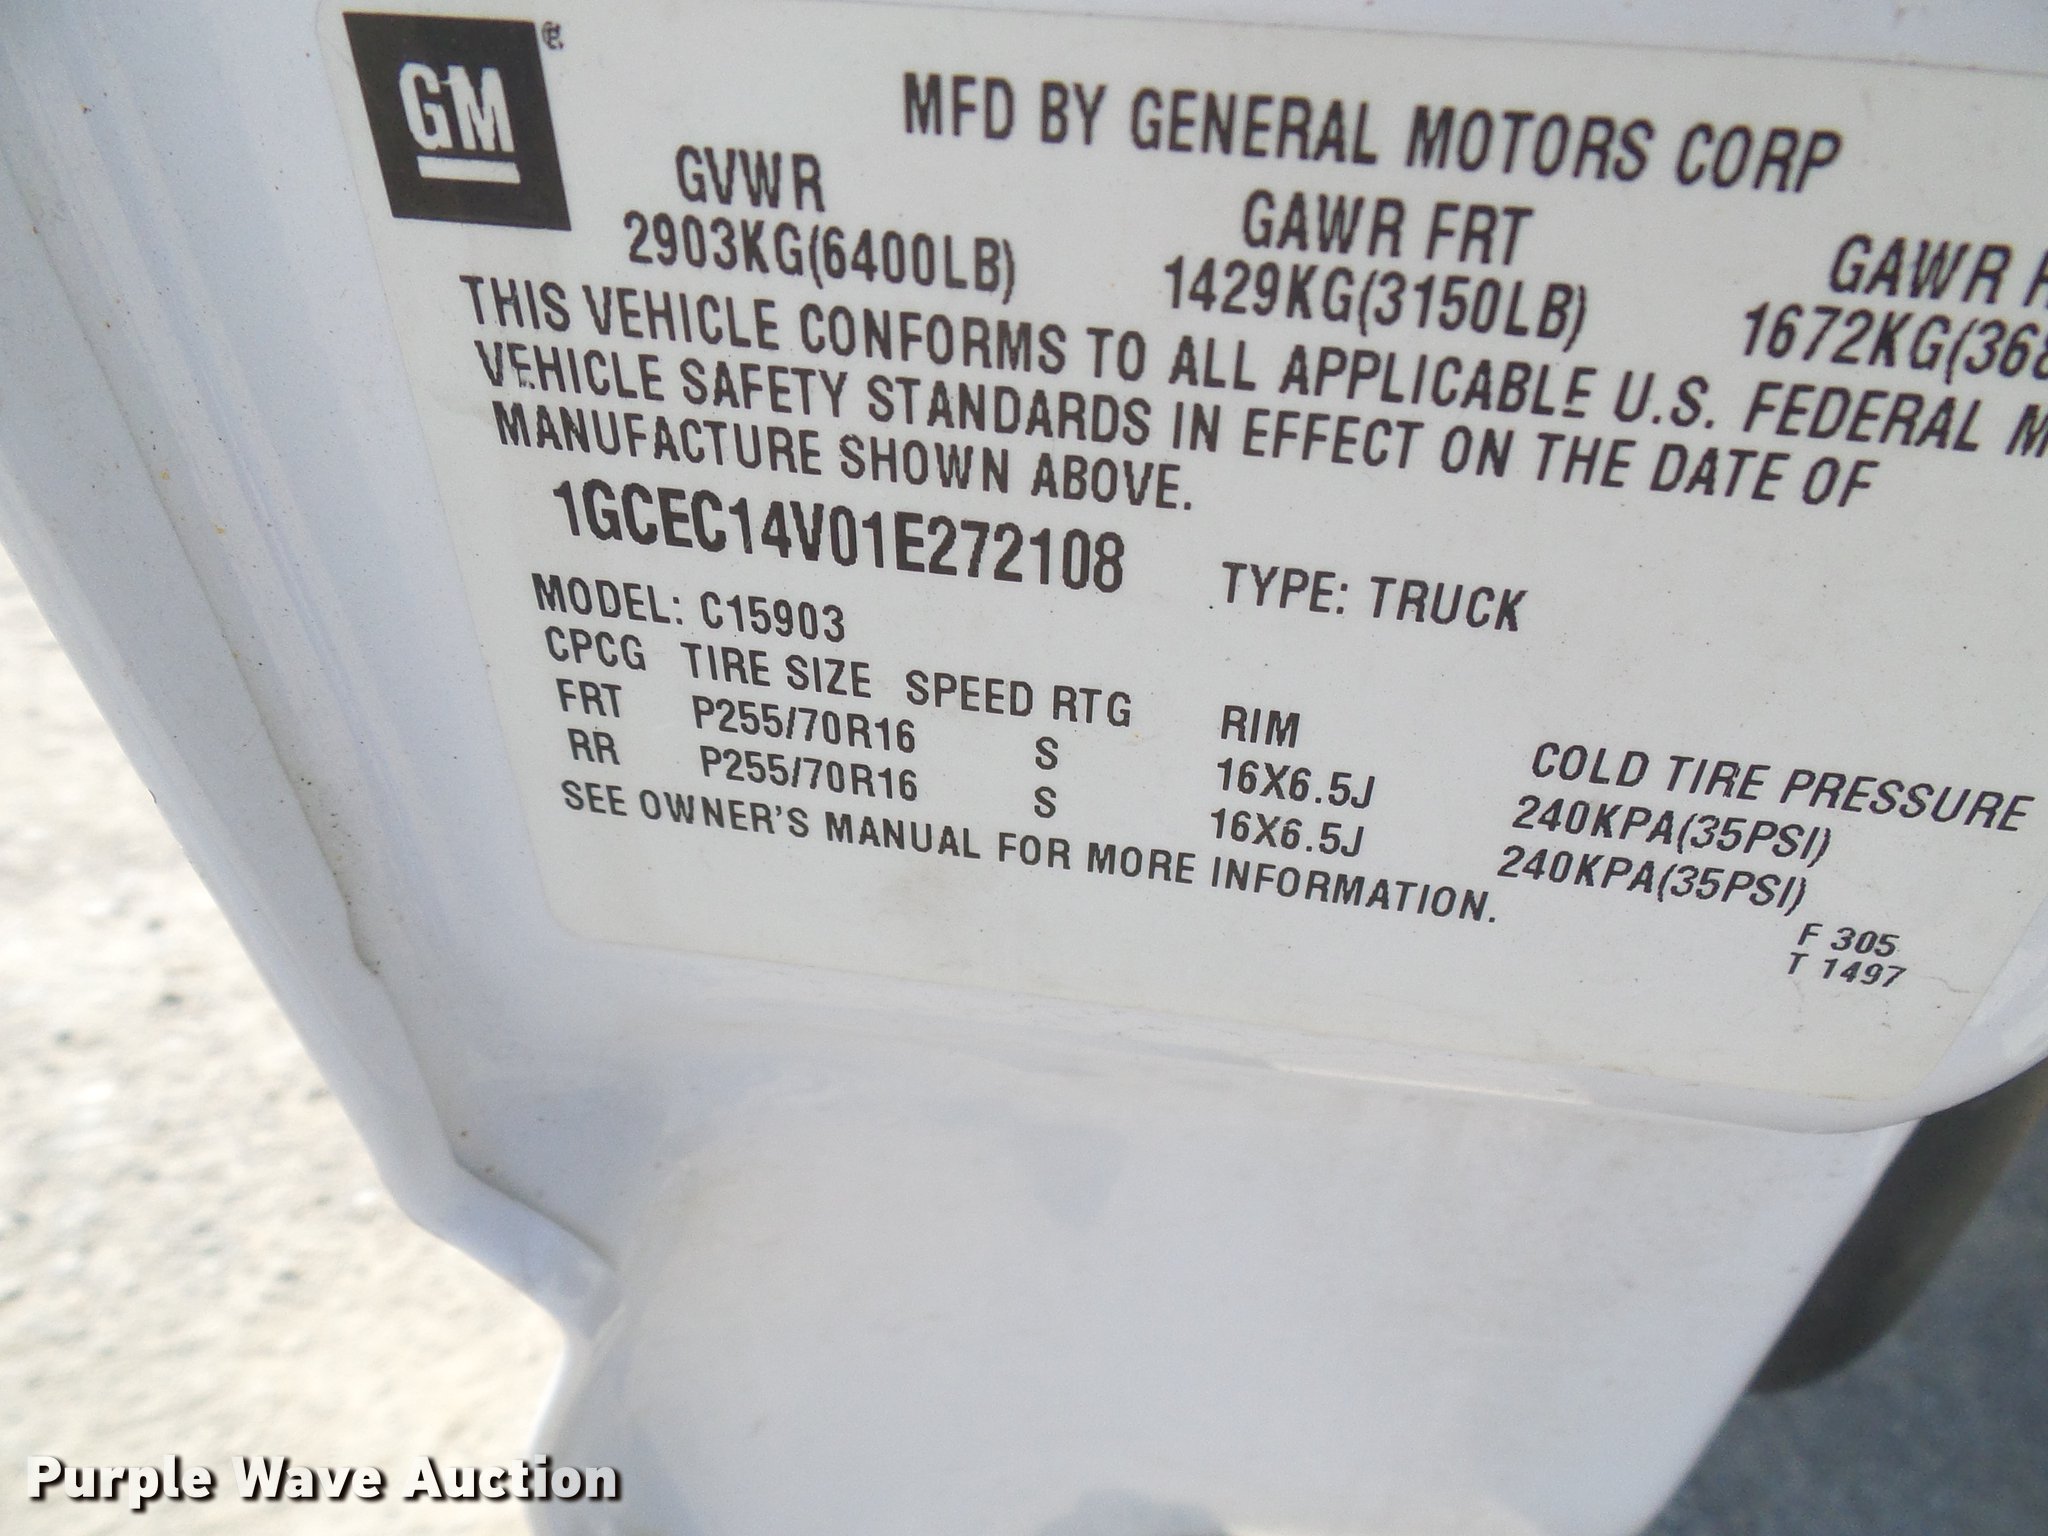 GM
MFD BY GENERAL MOTORS CORP
GVWR GAWR FRT GAWR
2903KG(6400LB) 1429KG(3150LB) 1672KG(368
THIS VEHICLE CONFORMS TO ALL APPLICABLE U.S. FEDERAL M
VEHICLE SAFETY STANDARDS IN EFFECT ON THE DATE OF
MANUFACTURE SHOWN ABOVE.
1GCEC14V01E272108 TYPE: TRUCK
MODEL: C15903
CPCG TIRE SIZE SPEED RTG RIM COLD TIRE PRESSURE
FRT P255/70R16 S 16X6.5J 240KPA(35PSI)
RR P255/70R16 S 16X6.5J 240KPA(35PSI)
SEE OWNER'S MANUAL FOR MORE INFORMATION.
F 305
T 1497
Purple Wave Auction